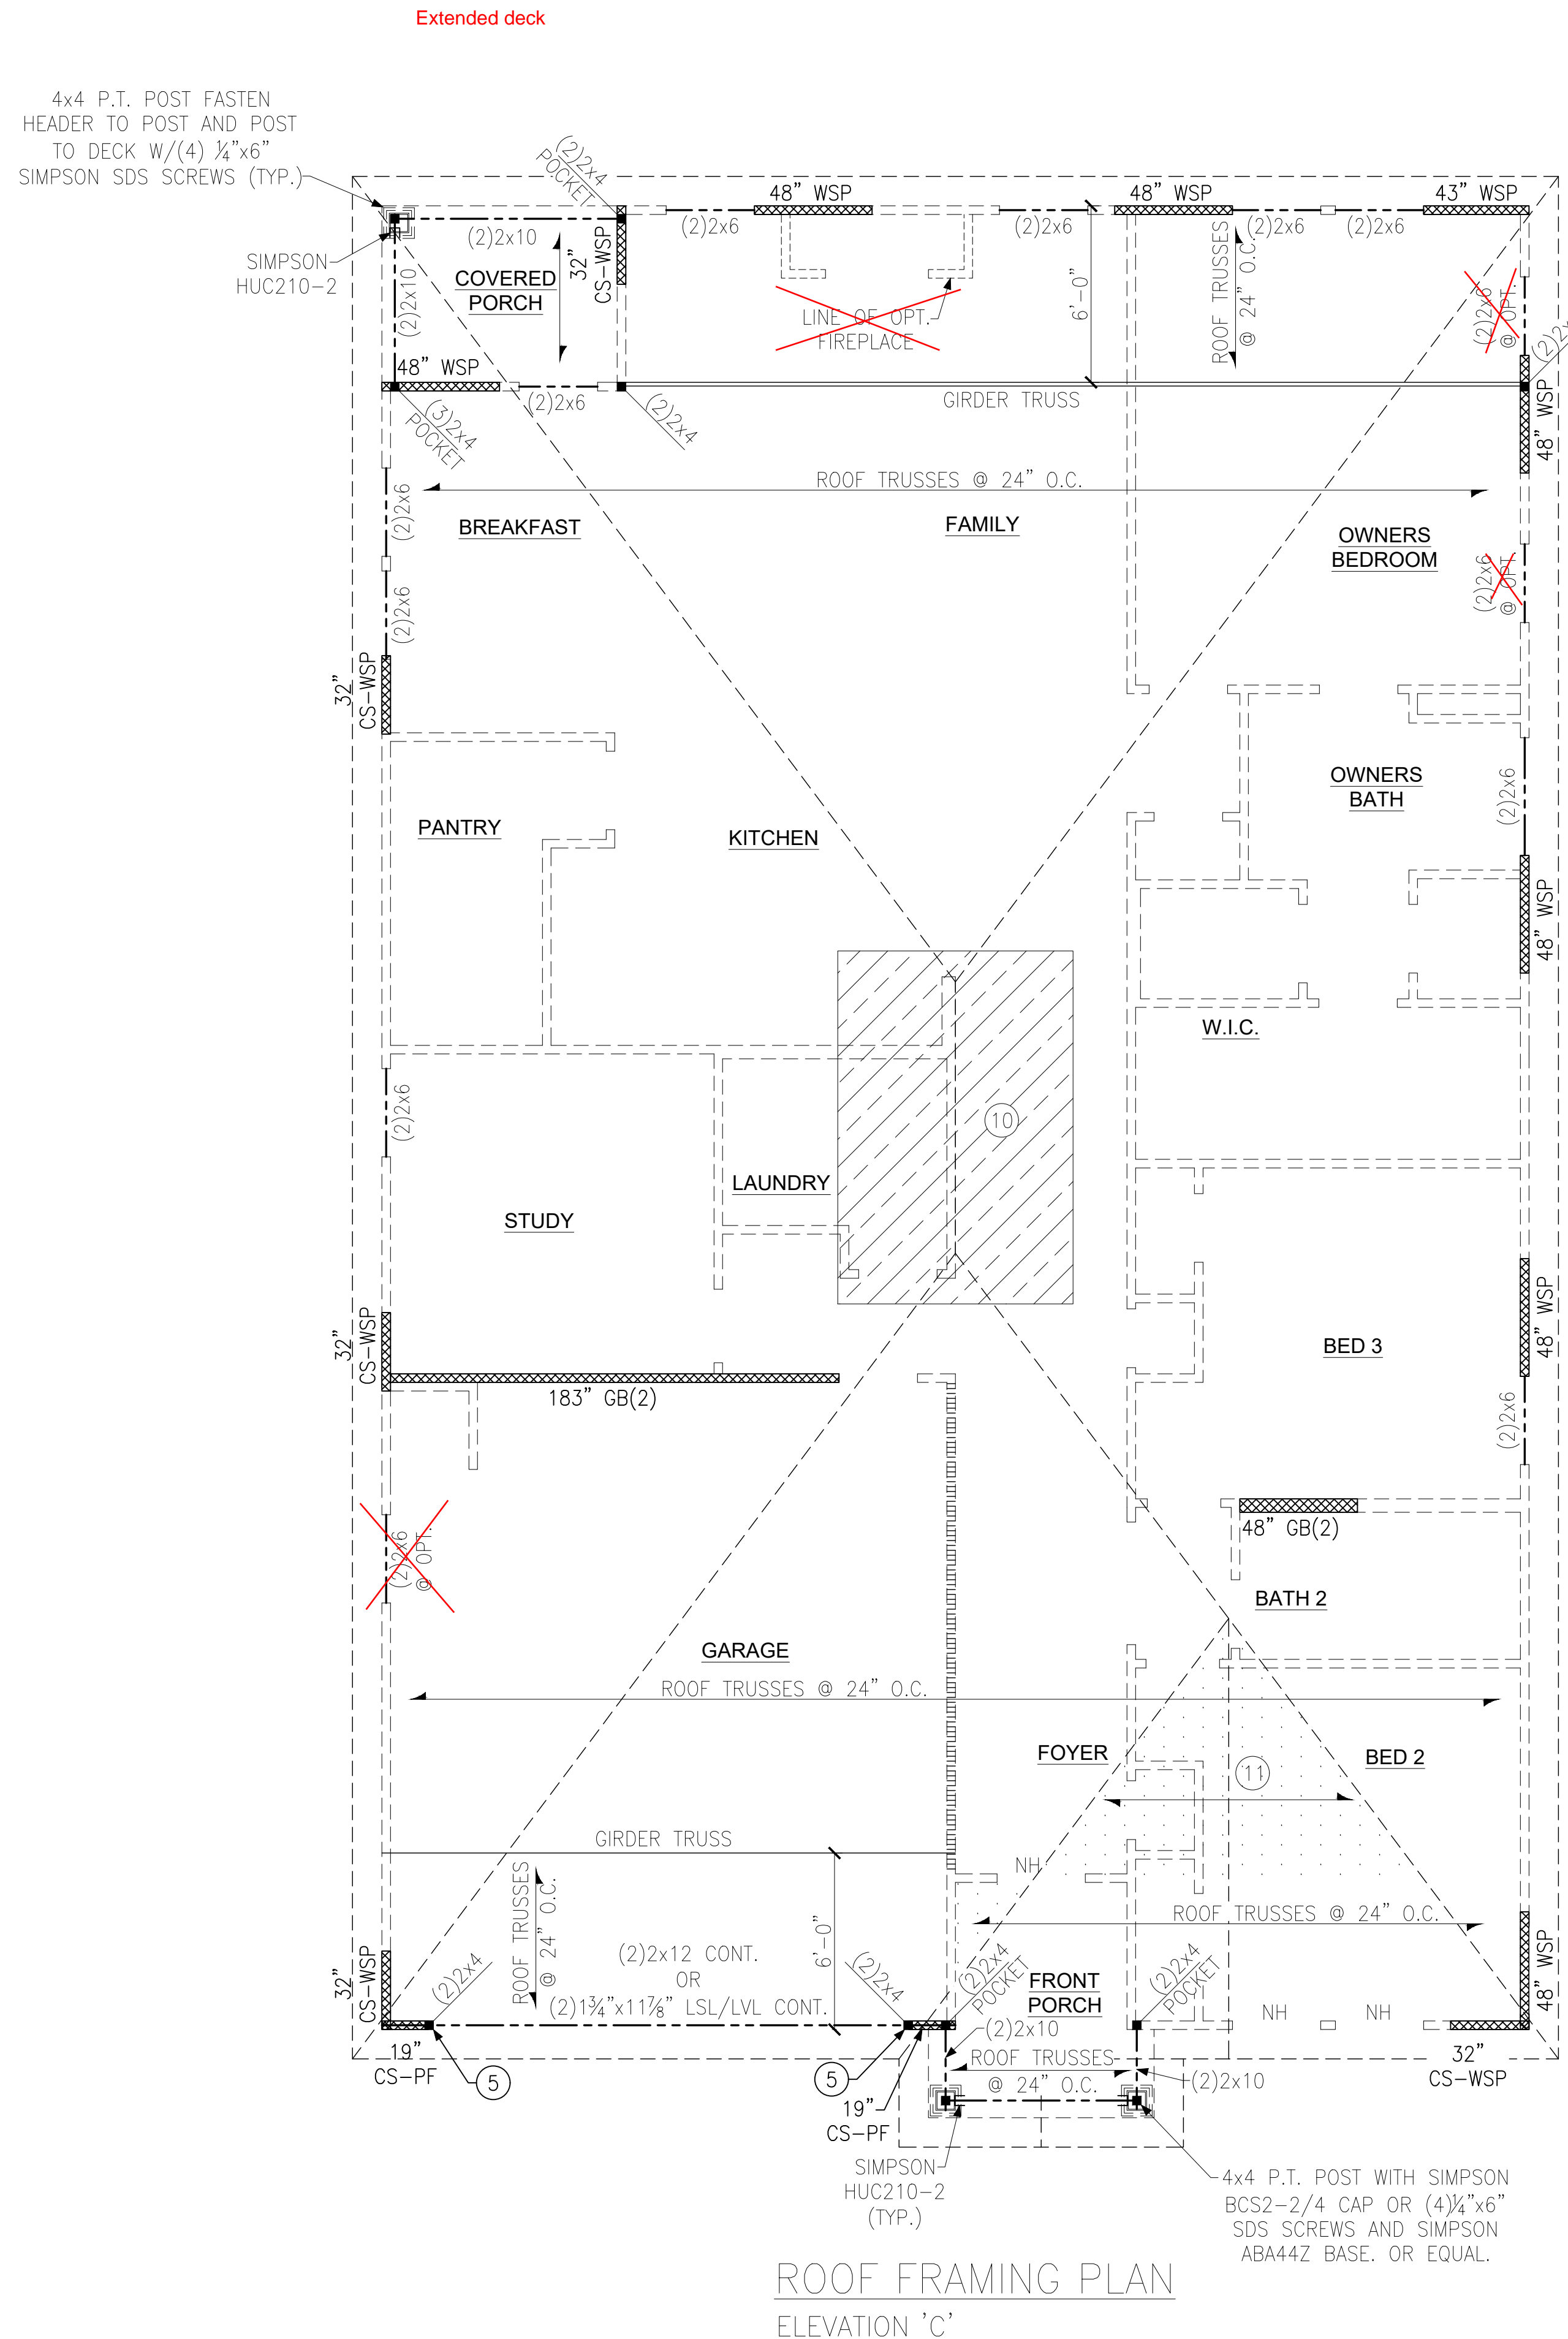 Extended deck
4x4 P.T. POST FASTEN
HEADER TO POST AND POST
TO DECK W/(4) ¼"x6"
SIMPSON SDS SCREWS (TYP.)
(2)2x4
POCKET
48" WSP
48" WSP
43" WSP
(2)2x10
(2)2x6
(2)2x6
(2)2x6
(2)2x6
SIMPSON
HUC210-2
(2)2x10
COVERED
PORCH
32"
CS-WSP
LINE OF OPT.
FIREPLACE
6'-0"
ROOF TRUSSES
@ 24" O.C.
(2)2x6
@ OPT.
48" WSP
(2)2x6
(3)2x4
POCKET
(2)2x4
GIRDER TRUSS
48" WSP
ROOF TRUSSES @ 24" O.C.
(2)2x6
BREAKFAST
FAMILY
OWNERS
BEDROOM
(2)2x6
(2)2x6
@ OPT.
32"
CS-WSP
OWNERS
BATH
(2)2x6
PANTRY
KITCHEN
48" WSP
W.I.C.
(2)2x6
10
LAUNDRY
STUDY
32"
CS-WSP
48" WSP
BED 3
183" GB(2)
(2)2x6
48" GB(2)
(2)2x6
@ OPT.
BATH 2
GARAGE
ROOF TRUSSES @ 24" O.C.
FOYER
11
BED 2
GIRDER TRUSS
NH
ROOF TRUSSES
@ 24" O.C.
6'-0"
ROOF TRUSSES @ 24" O.C.
32"
CS-WSP
(2)2x4
(2)2x12 CONT.
OR
(2)1¾"x11⅞" LSL/LVL CONT.
(2)2x4
(2)2x4
POCKET
FRONT
PORCH
(2)2x4
POCKET
NH
NH
48" WSP
(2)2x10
19"
CS-PF
5
5
ROOF TRUSSES
@ 24" O.C.
(2)2x10
32"
CS-WSP
19"
CS-PF
SIMPSON
HUC210-2
(TYP.)
4x4 P.T. POST WITH SIMPSON
BCS2-2/4 CAP OR (4)¼"x6"
SDS SCREWS AND SIMPSON
ABA44Z BASE. OR EQUAL.
ROOF FRAMING PLAN
ELEVATION 'C'